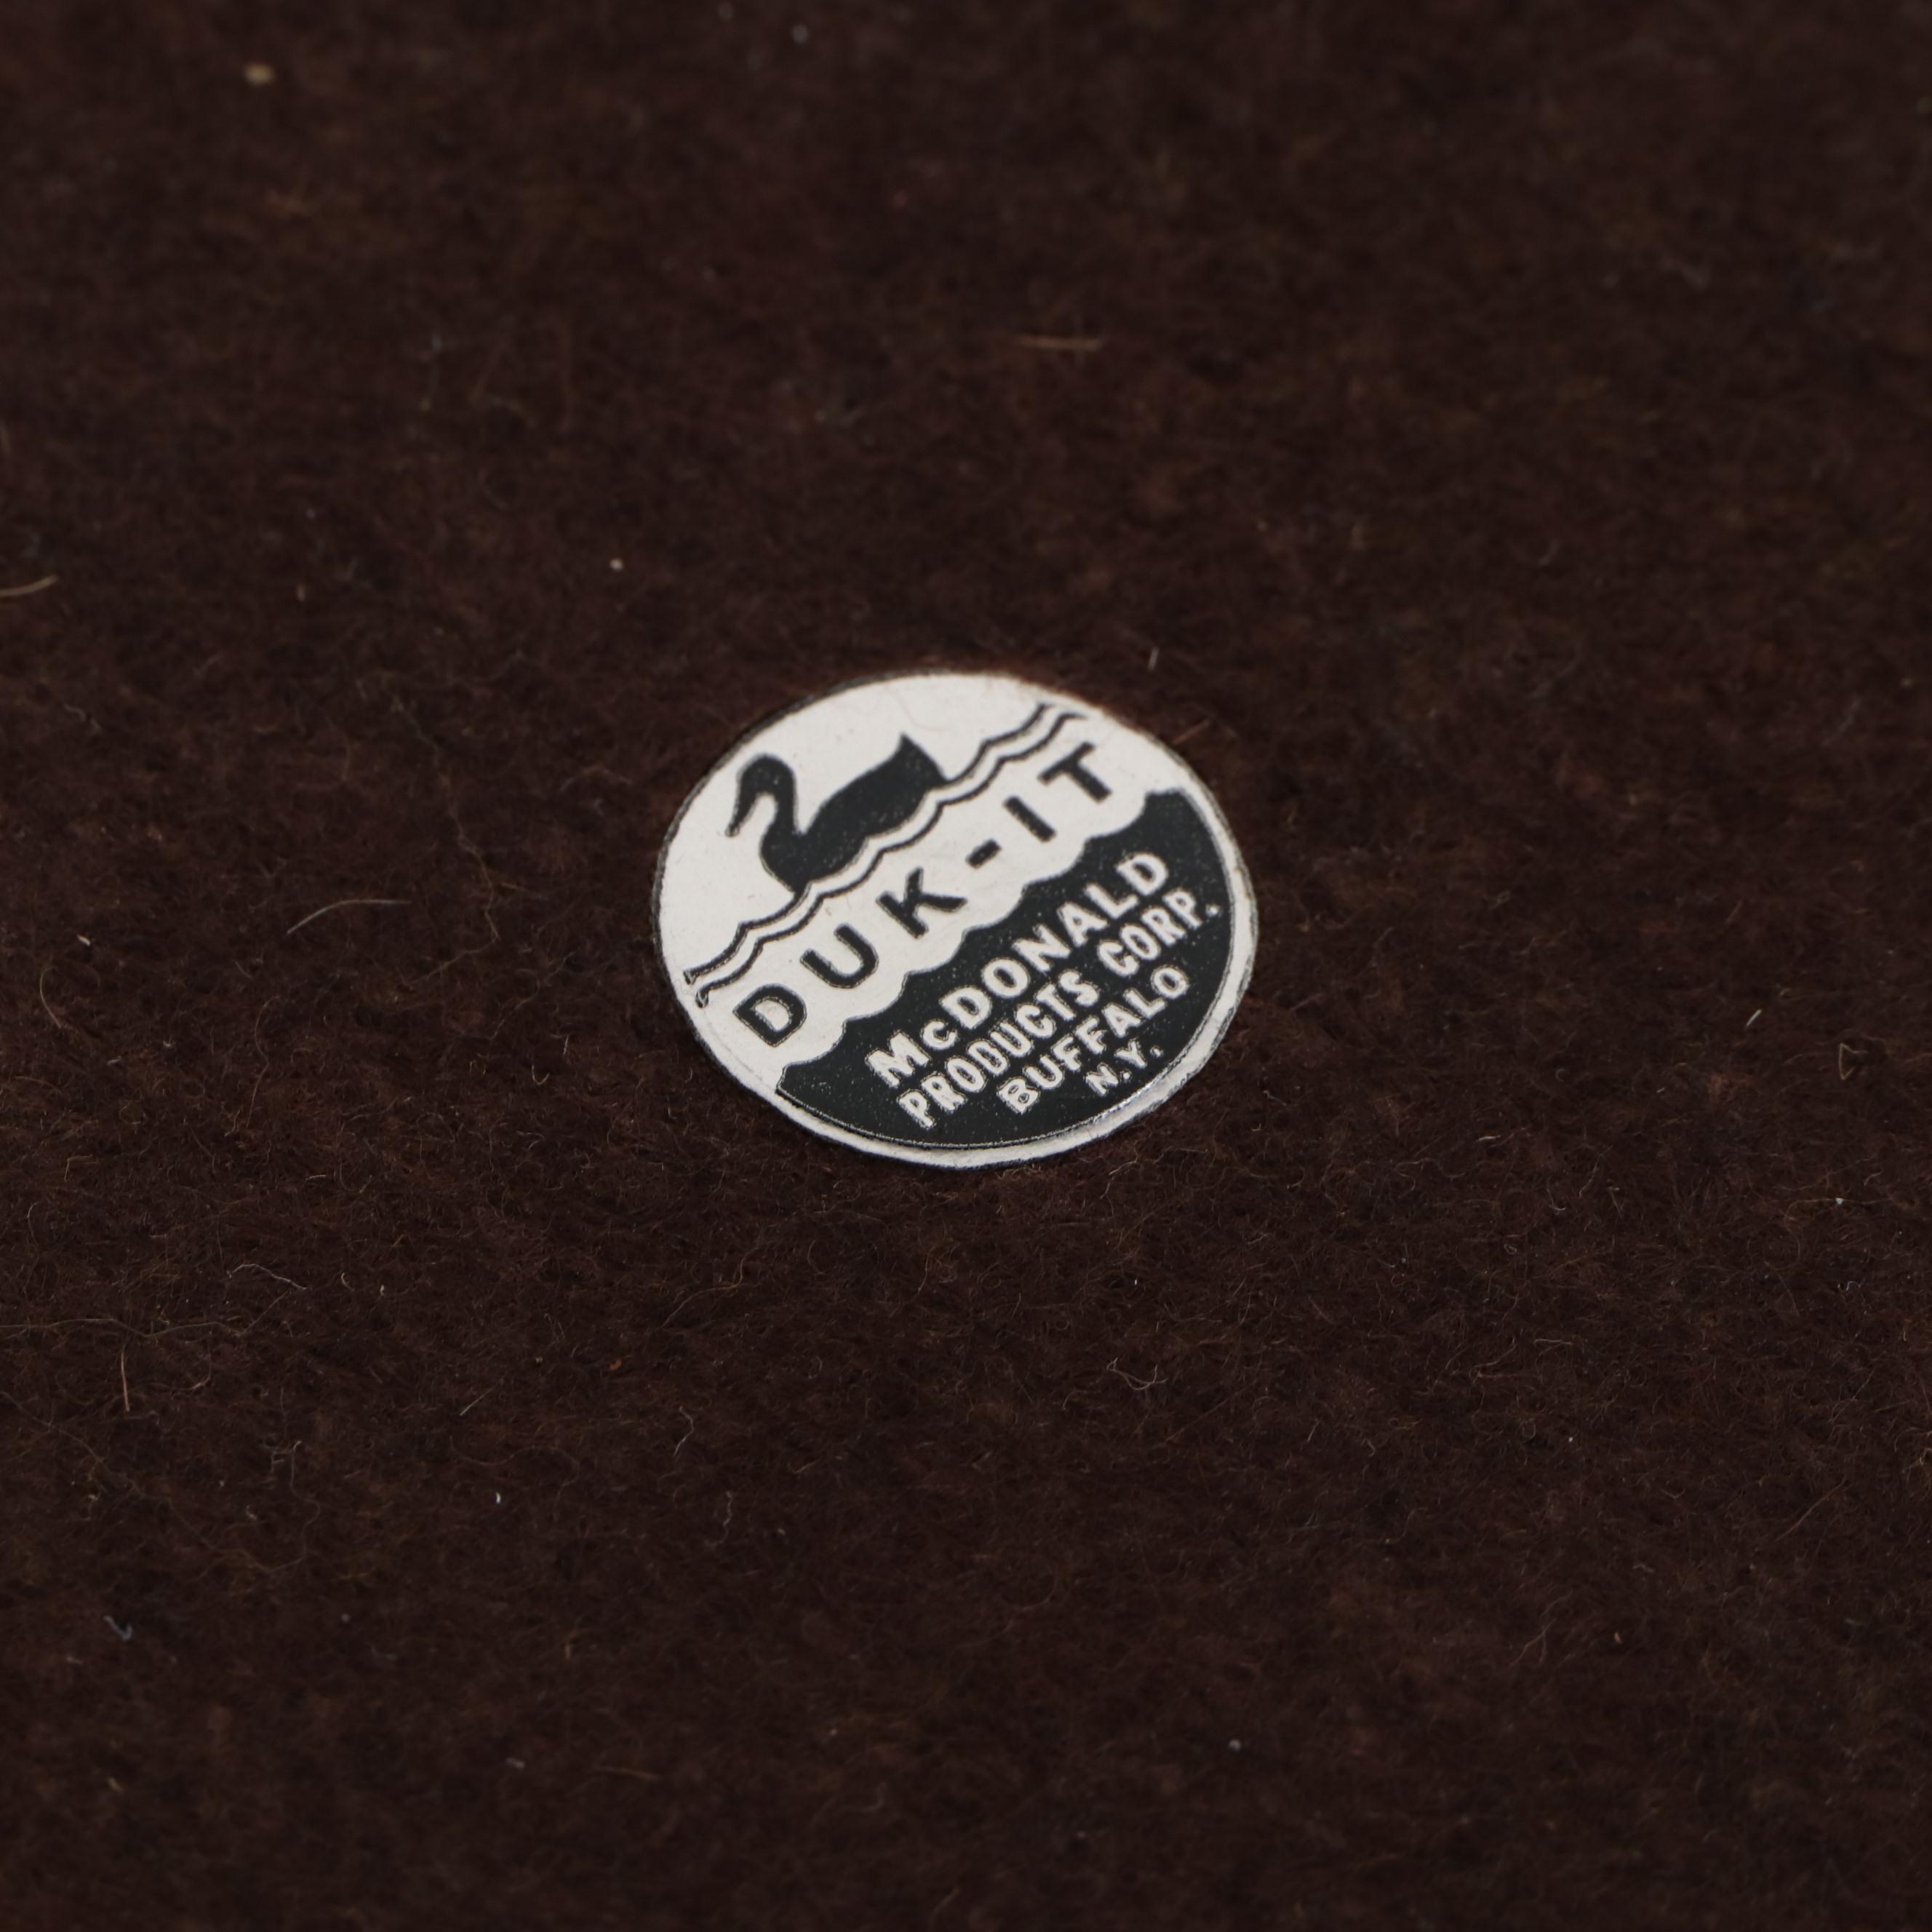 DUK-IT
McDONALD
PRODUCTS CORP.
BUFFALO
N.Y.